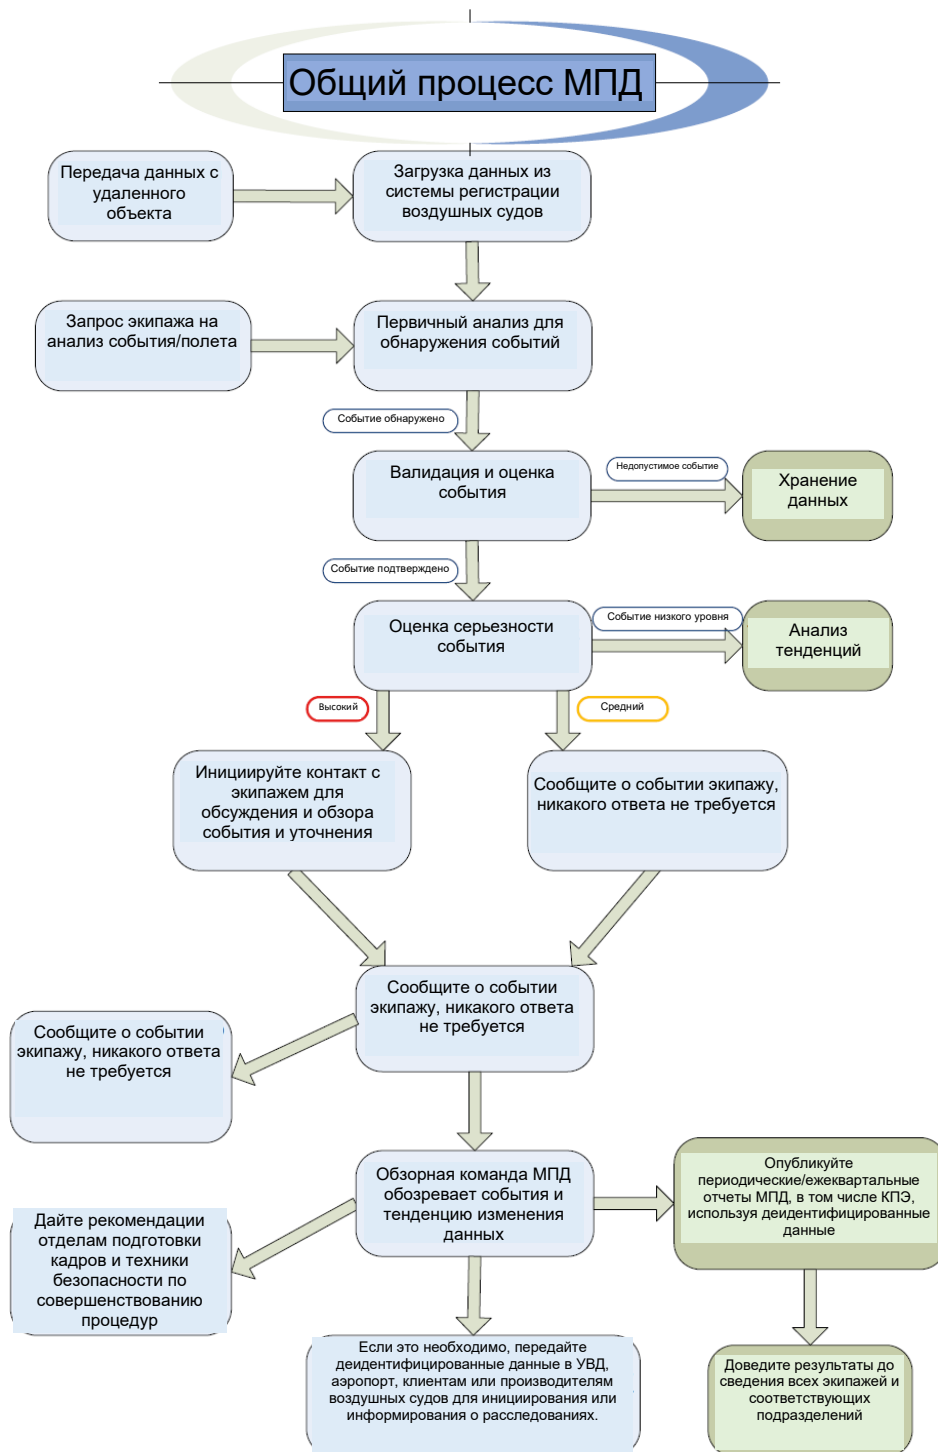 Общий процесс МПД
Передача данных с
удаленного
объекта
Загрузка данных из
системы регистрации
воздушных судов
Запрос экипажа на
анализ события/полета
Первичный анализ для
обнаружения событий
Событие обнаружено
Валидация и оценка
события
Недопустимое событие
Хранение
данных
Событие подтверждено
Оценка серьезности
события
Событие низкого уровня
Анализ
тенденций
Высокий
Средний
Инициируйте контакт с
экипажем для
обсуждения и обзора
события и уточнения
Сообщите о событии экипажу,
никакого ответа не требуется
Сообщите о событии
экипажу, никакого ответа
не требуется
Сообщите о событии
экипажу, никакого ответа
не требуется
Обзорная команда МПД
обозревает события и
тенденцию изменения
данных
Опубликуйте
периодические/ежеквартальные
отчеты МПД, в том числе КПЭ,
используя деидентифицированные
данные
Дайте рекомендации
отделам подготовки
кадров и техники
безопасности по
совершенствованию
процедур
Если это необходимо, передайте
деидентифицированные данные в УВД,
аэропорт, клиентам или производителям
воздушных судов для инициирования или
информирования о расследованиях.
Доведите результаты до
сведения всех экипажей и
соответствующих
подразделений